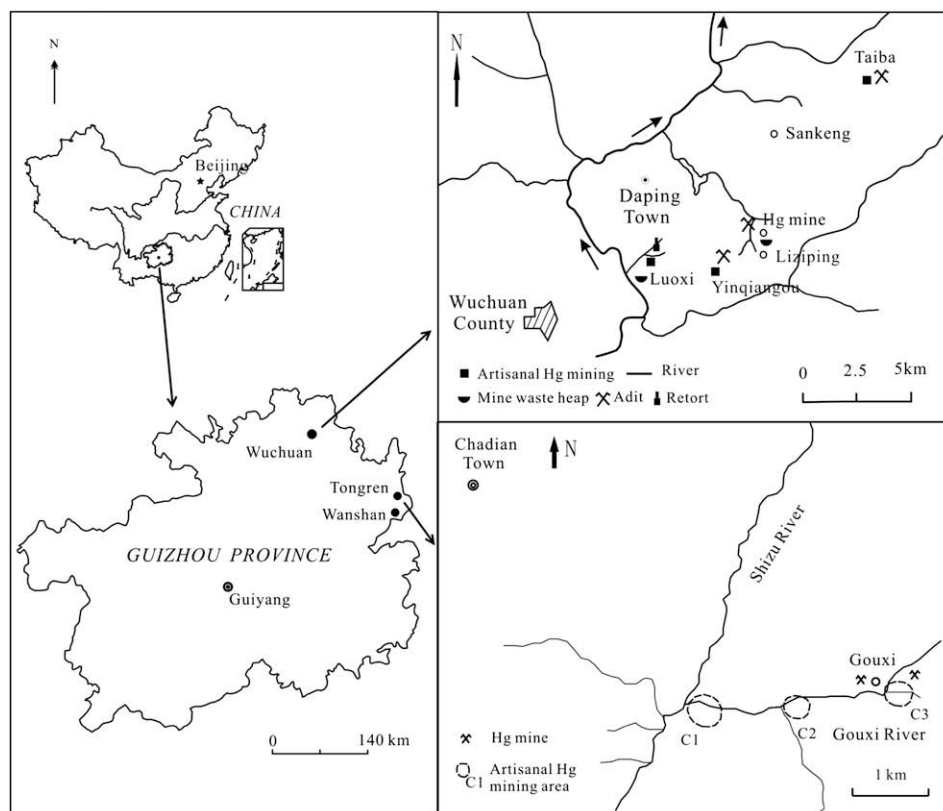 N
Beijing
CHINA
Wuchuan
Tongren
Wanshan
GUIZHOU PROVINCE
Guiyang
0 140 km
N
Taiba
Sankeng
Daping
Town
Hg mine
Liziping
Luoxi
Yinqiangou
Wuchuan
County
Artisanal Hg mining River
Mine waste heap Adit Retort
0 2.5 5km
Chadian
Town
N
Shizu River
Gouxi
C1
C2
C3
Gouxi River
Hg mine
C1 Artisanal Hg
mining area
1 km